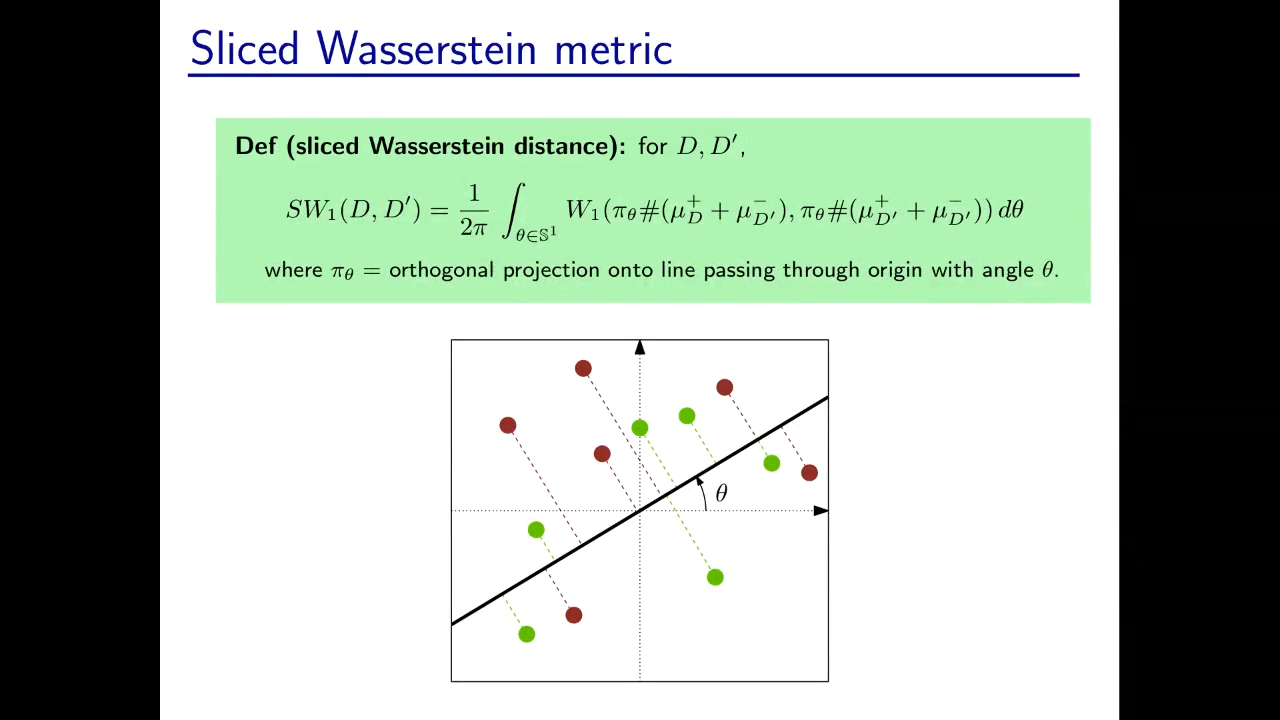 Sliced Wasserstein metric
Def (sliced Wasserstein distance): for D, D′,
SW₁(D, D′) = 1/2π ∫_{θ∈𝕊¹} W₁(π_θ#(μ_D⁺ + μ_{D′}⁻), π_θ#(μ_{D′}⁺ + μ_{D′}⁻)) dθ
where π_θ = orthogonal projection onto line passing through origin with angle θ.
θ